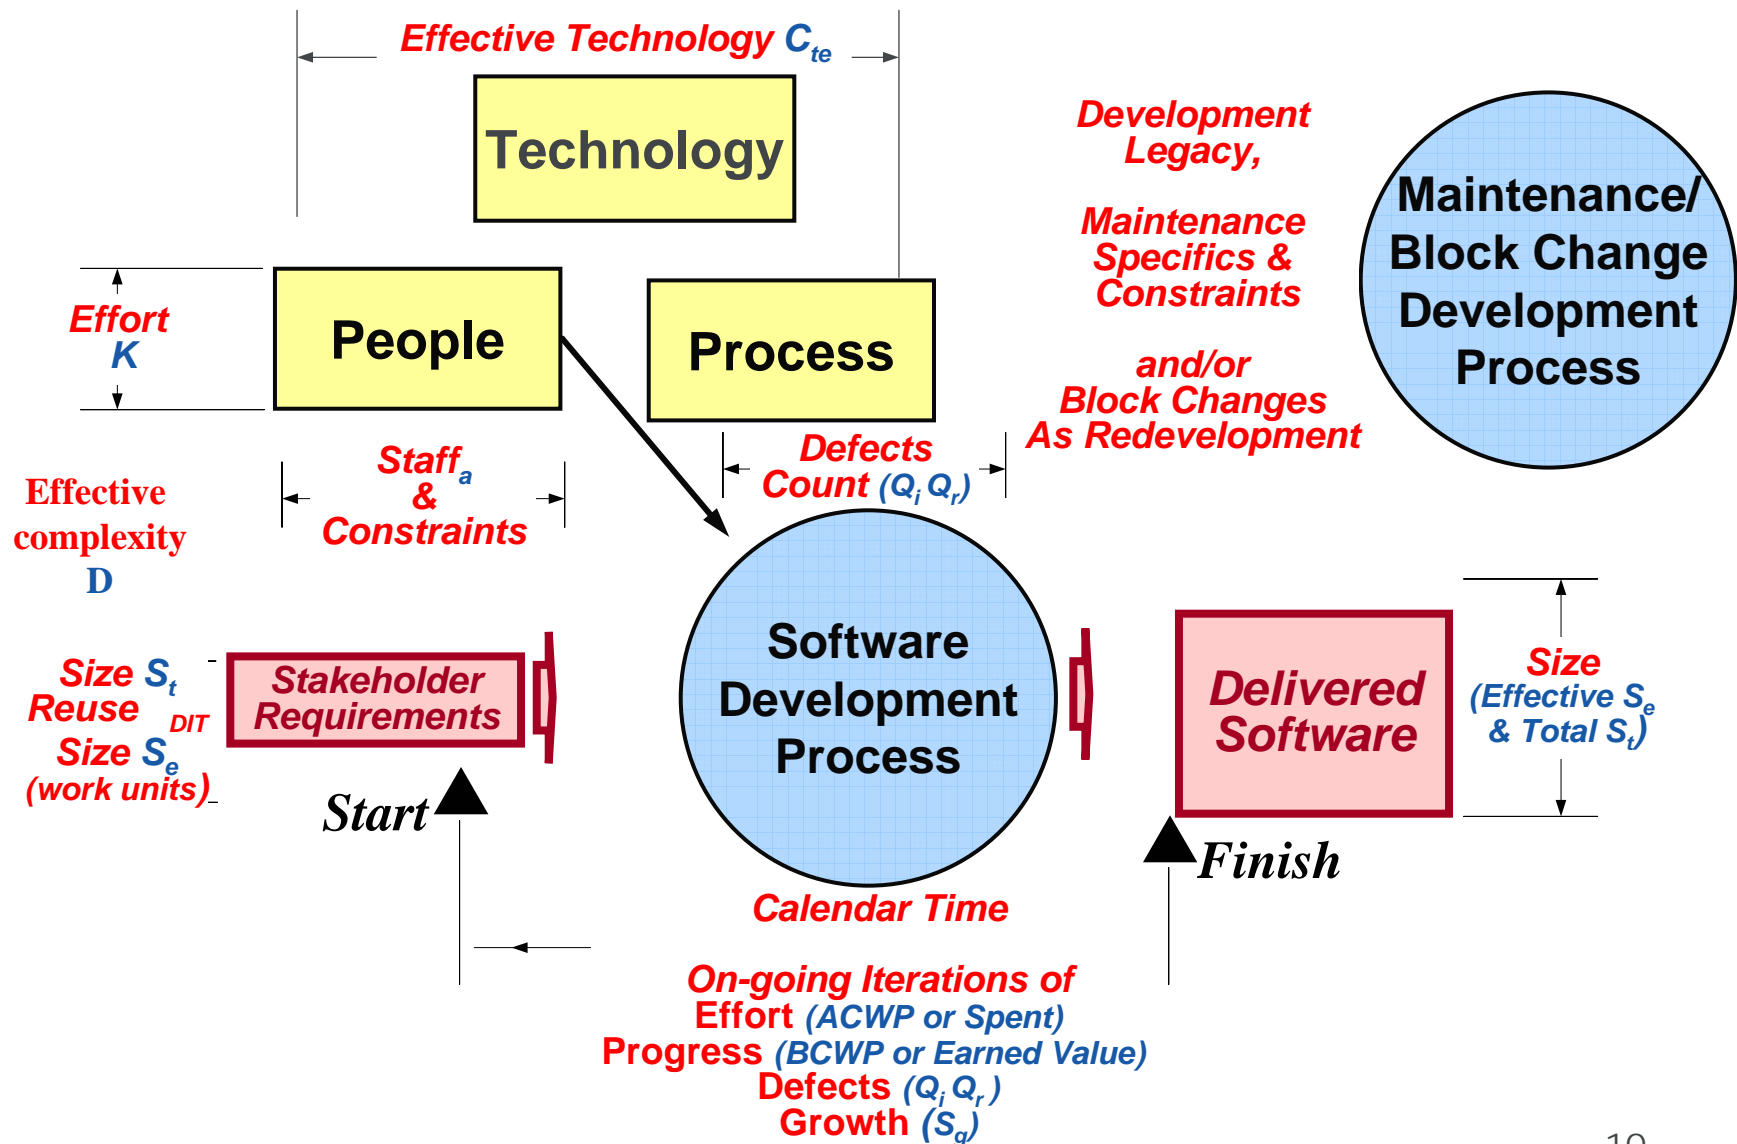 Effective Technology Cte
Technology
Development
Legacy,
Maintenance
Specifics &
Constraints
and/or
Block Changes
As Redevelopment
Maintenance/
Block Change
Development
Process
Effort
K
People
Process
Staff a
&
Constraints
Defects
Count (Qi Qr)
Effective
complexity
D
Size St
Reuse DIT
Size Se
(work units)
Stakeholder
Requirements
Software
Development
Process
Delivered
Software
Size
(Effective Se
& Total St)
Start
Finish
Calendar Time
On-going Iterations of
Effort (ACWP or Spent)
Progress (BCWP or Earned Value)
Defects (Qi Qr )
Growth (Sg)